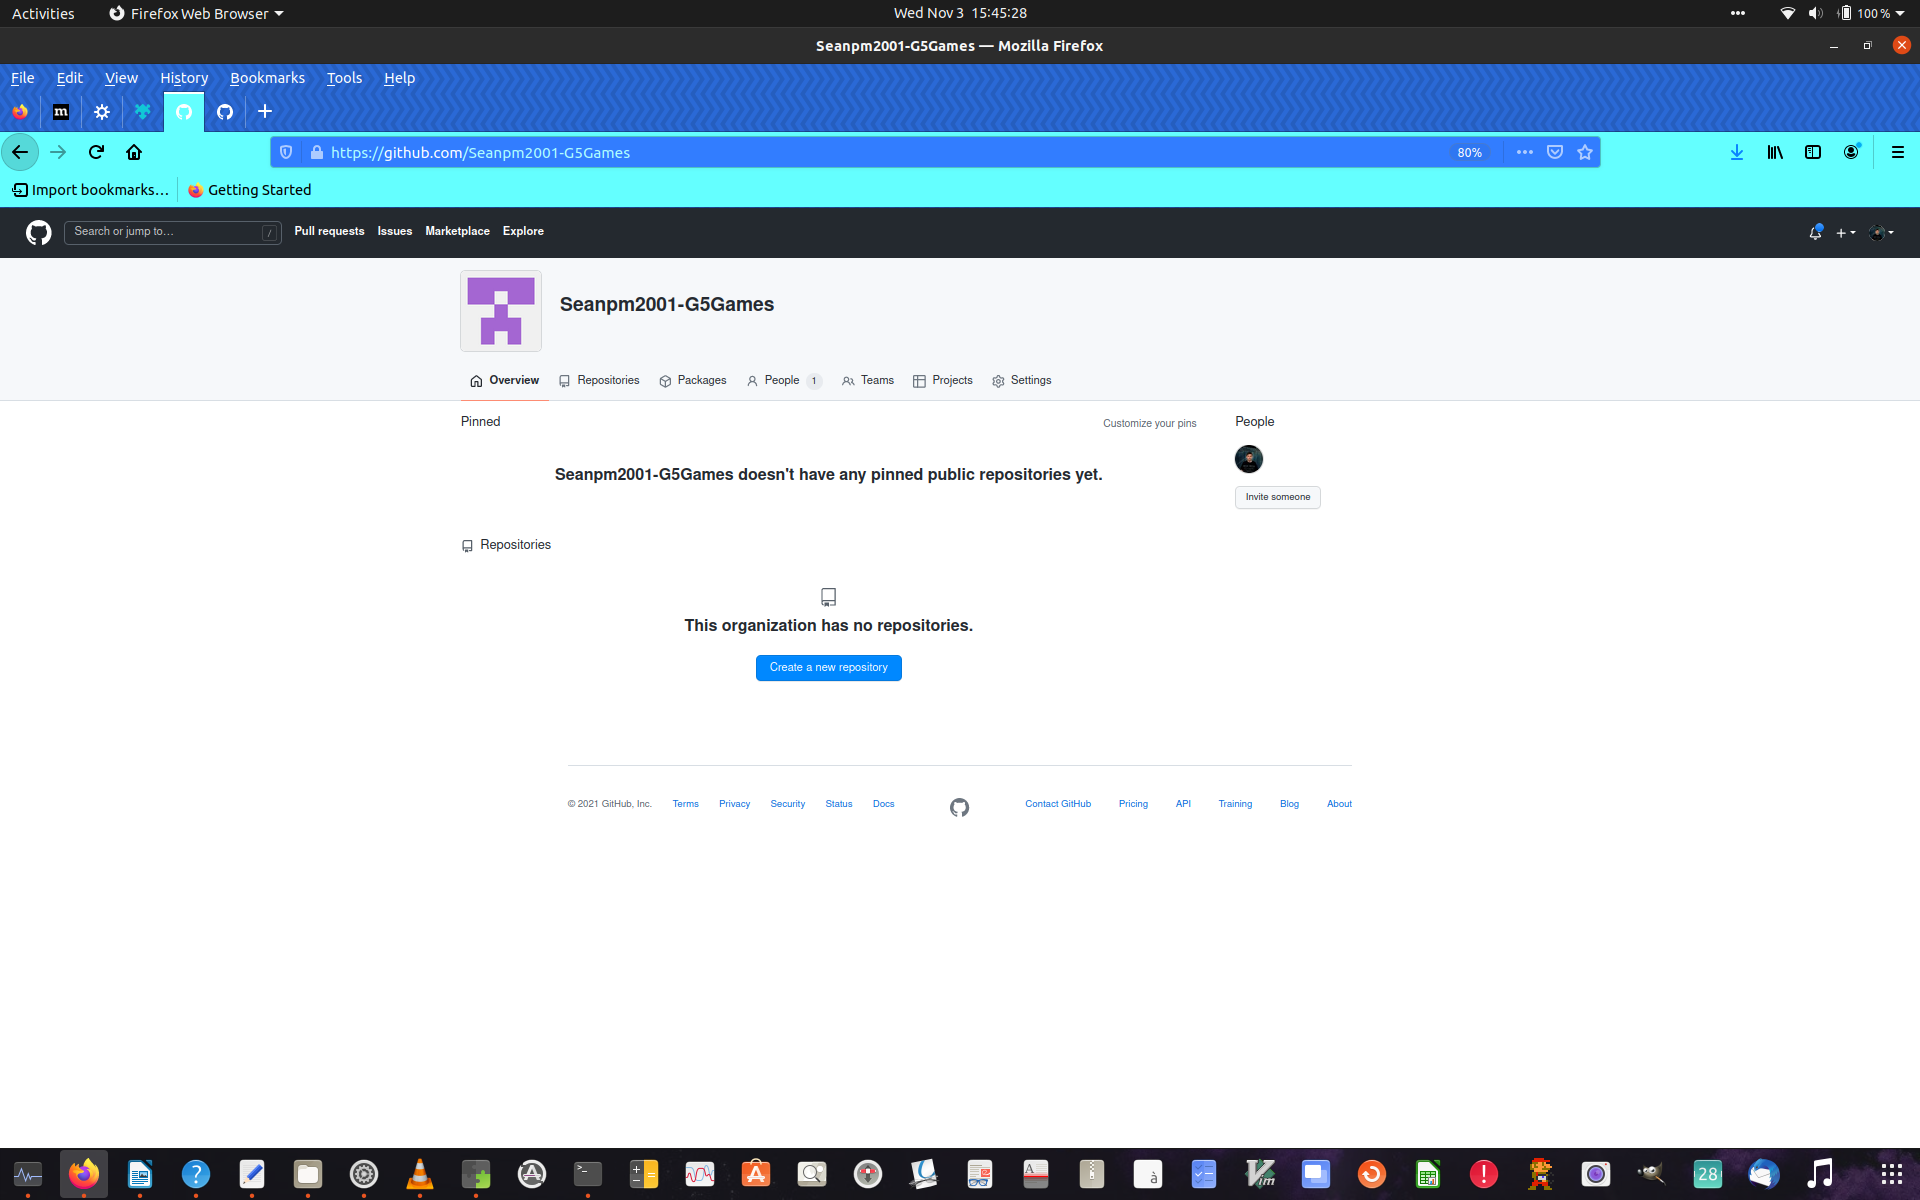 Activities Firefox Web Browser Wed Nov 3 15:45:28 100 %
Seanpm2001-G5Games — Mozilla Firefox
File Edit View History Bookmarks Tools Help
m
https://github.com/Seanpm2001-G5Games 80%
Import bookmarks... Getting Started
Search or jump to... / Pull requests Issues Marketplace Explore
Seanpm2001-G5Games
Overview Repositories Packages People 1 Teams Projects Settings
Pinned Customize your pins People
Seanpm2001-G5Games doesn't have any pinned public repositories yet.
Invite someone
Repositories
This organization has no repositories.
Create a new repository
© 2021 GitHub, Inc. Terms Privacy Security Status Docs Contact GitHub Pricing API Training Blog About
28